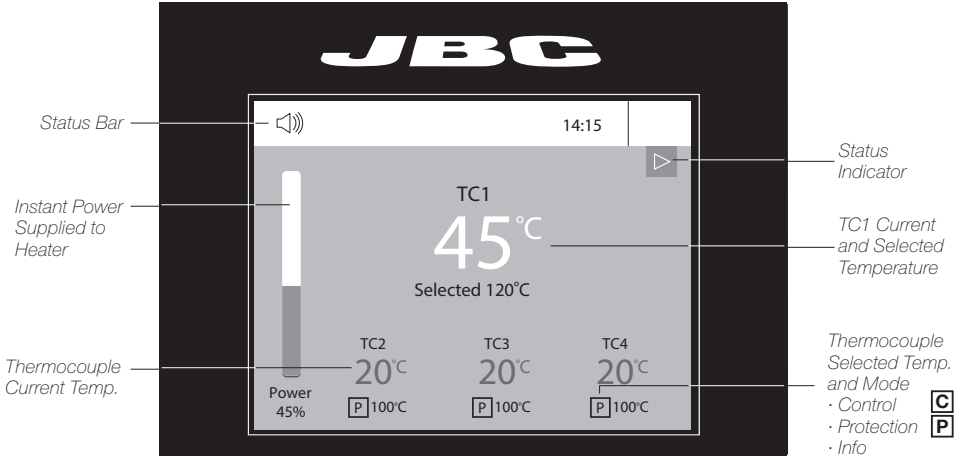 JBC
Status Bar
14:15
Status
Indicator
Instant Power
Supplied to
Heater
TC1
45°C
Selected 120°C
TC1 Current
and Selected
Temperature
Thermocouple
Current Temp.
Power
45%
TC2
20°C
P 100°C
TC3
20°C
P 100°C
TC4
20°C
P 100°C
Thermocouple
Selected Temp.
and Mode
· Control C
· Protection P
· Info